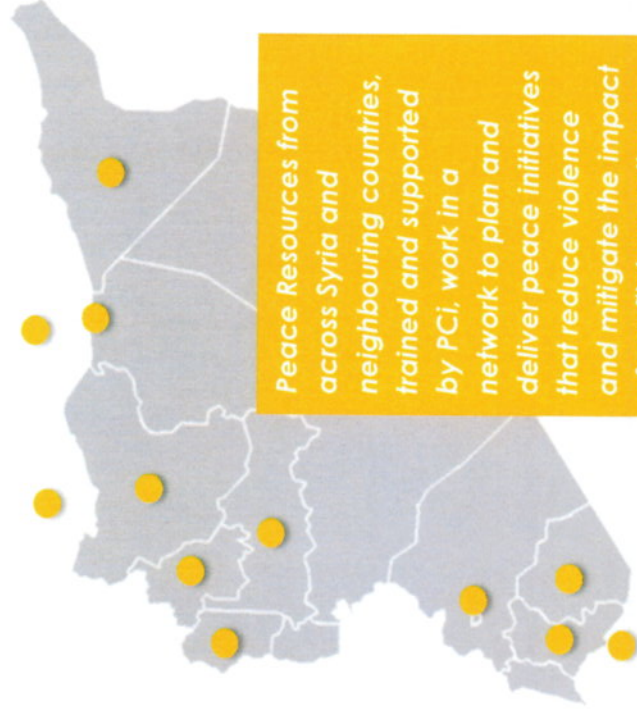 Peace Resources from
across Syria and
neighbouring countries,
trained and supported
by PCi, work in a
network to plan and
deliver peace initiatives
that reduce violence
and mitigate the impact